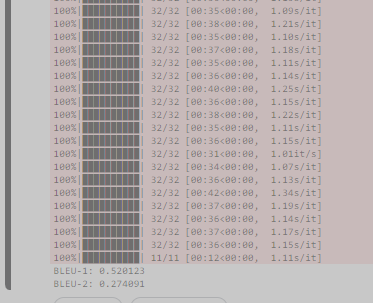 100%|██████████| 32/32 [00:35<00:00, 1.09s/it]
100%|██████████| 32/32 [00:38<00:00, 1.21s/it]
100%|██████████| 32/32 [00:35<00:00, 1.10s/it]
100%|██████████| 32/32 [00:37<00:00, 1.18s/it]
100%|██████████| 32/32 [00:35<00:00, 1.11s/it]
100%|██████████| 32/32 [00:36<00:00, 1.14s/it]
100%|██████████| 32/32 [00:40<00:00, 1.25s/it]
100%|██████████| 32/32 [00:36<00:00, 1.15s/it]
100%|██████████| 32/32 [00:38<00:00, 1.22s/it]
100%|██████████| 32/32 [00:35<00:00, 1.11s/it]
100%|██████████| 32/32 [00:36<00:00, 1.15s/it]
100%|██████████| 32/32 [00:31<00:00, 1.01it/s]
100%|██████████| 32/32 [00:34<00:00, 1.07s/it]
100%|██████████| 32/32 [00:36<00:00, 1.13s/it]
100%|██████████| 32/32 [00:42<00:00, 1.34s/it]
100%|██████████| 32/32 [00:37<00:00, 1.19s/it]
100%|██████████| 32/32 [00:36<00:00, 1.14s/it]
100%|██████████| 32/32 [00:37<00:00, 1.17s/it]
100%|██████████| 32/32 [00:36<00:00, 1.15s/it]
100%|██████████| 11/11 [00:12<00:00, 1.11s/it]
BLEU-1: 0.520123
BLEU-2: 0.274091